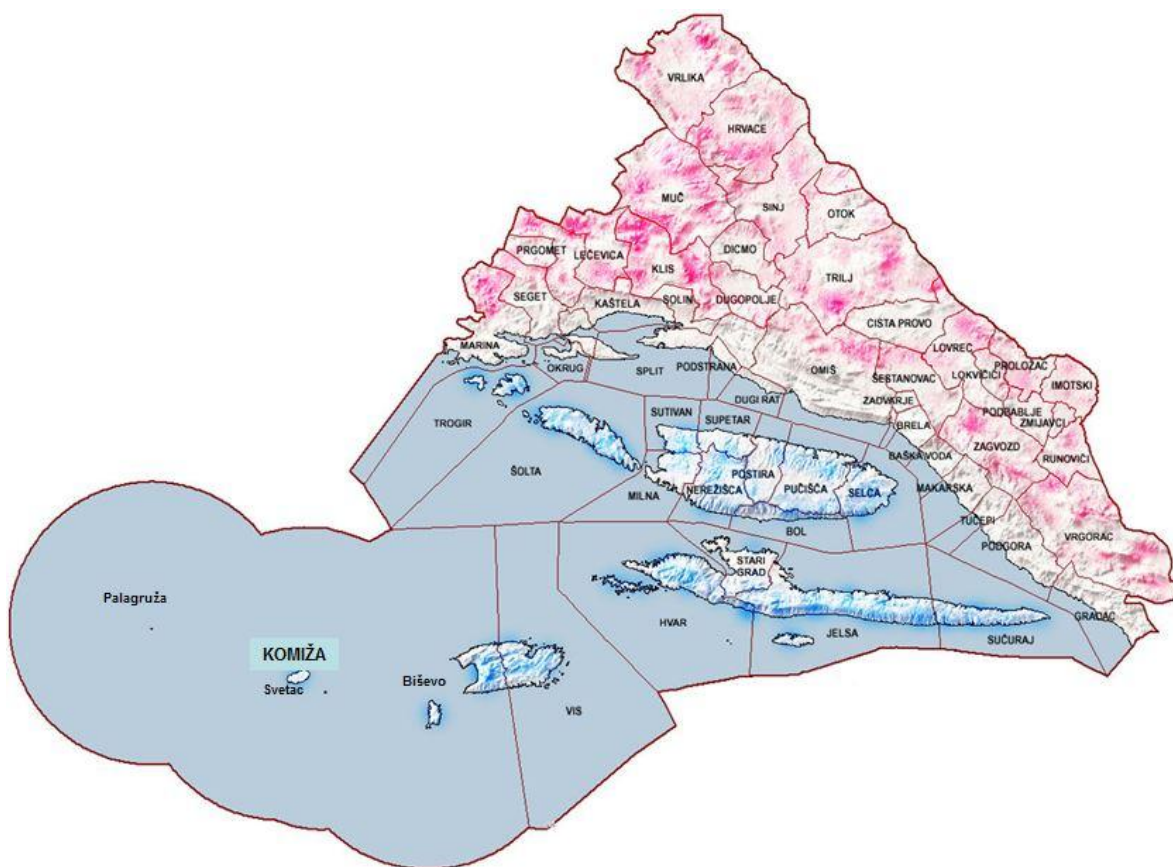 VRLIKA
HRVACE
MUČ
SINJ
OTOK
PRGOMET
LEĆEVICA
DICMO
KLIS
TRILJ
SEGET
KAŠTELA
SOLIN
DUGOPOLJE
CISTA PROVO
MARINA
LOVREĆ
OKRUG
SPLIT
PODSTRANA
OMIŠ
ŠESTANOVAC
LOKVIČIĆI
PROLOŽAC
IMOTSKI
DUGI RAT
ZADVARJE
PODBABLJE
ZMIJAVCI
TROGIR
SUTIVAN
SUPETAR
BRELA
ZAGVOZD
RUNOVIĆI
BAŠKA VODA
ŠOLTA
POSTIRA
MILNA
NEREŽIŠĆA
PUČIŠĆA
SELCA
MAKARSKA
BOL
TUČEPI
PODGORA
VRGORAC
STARI
GRAD
Palagruža
HVAR
JELSA
SUĆURAJ
GRADAC
KOMIŽA
Svetac
Biševo
VIS